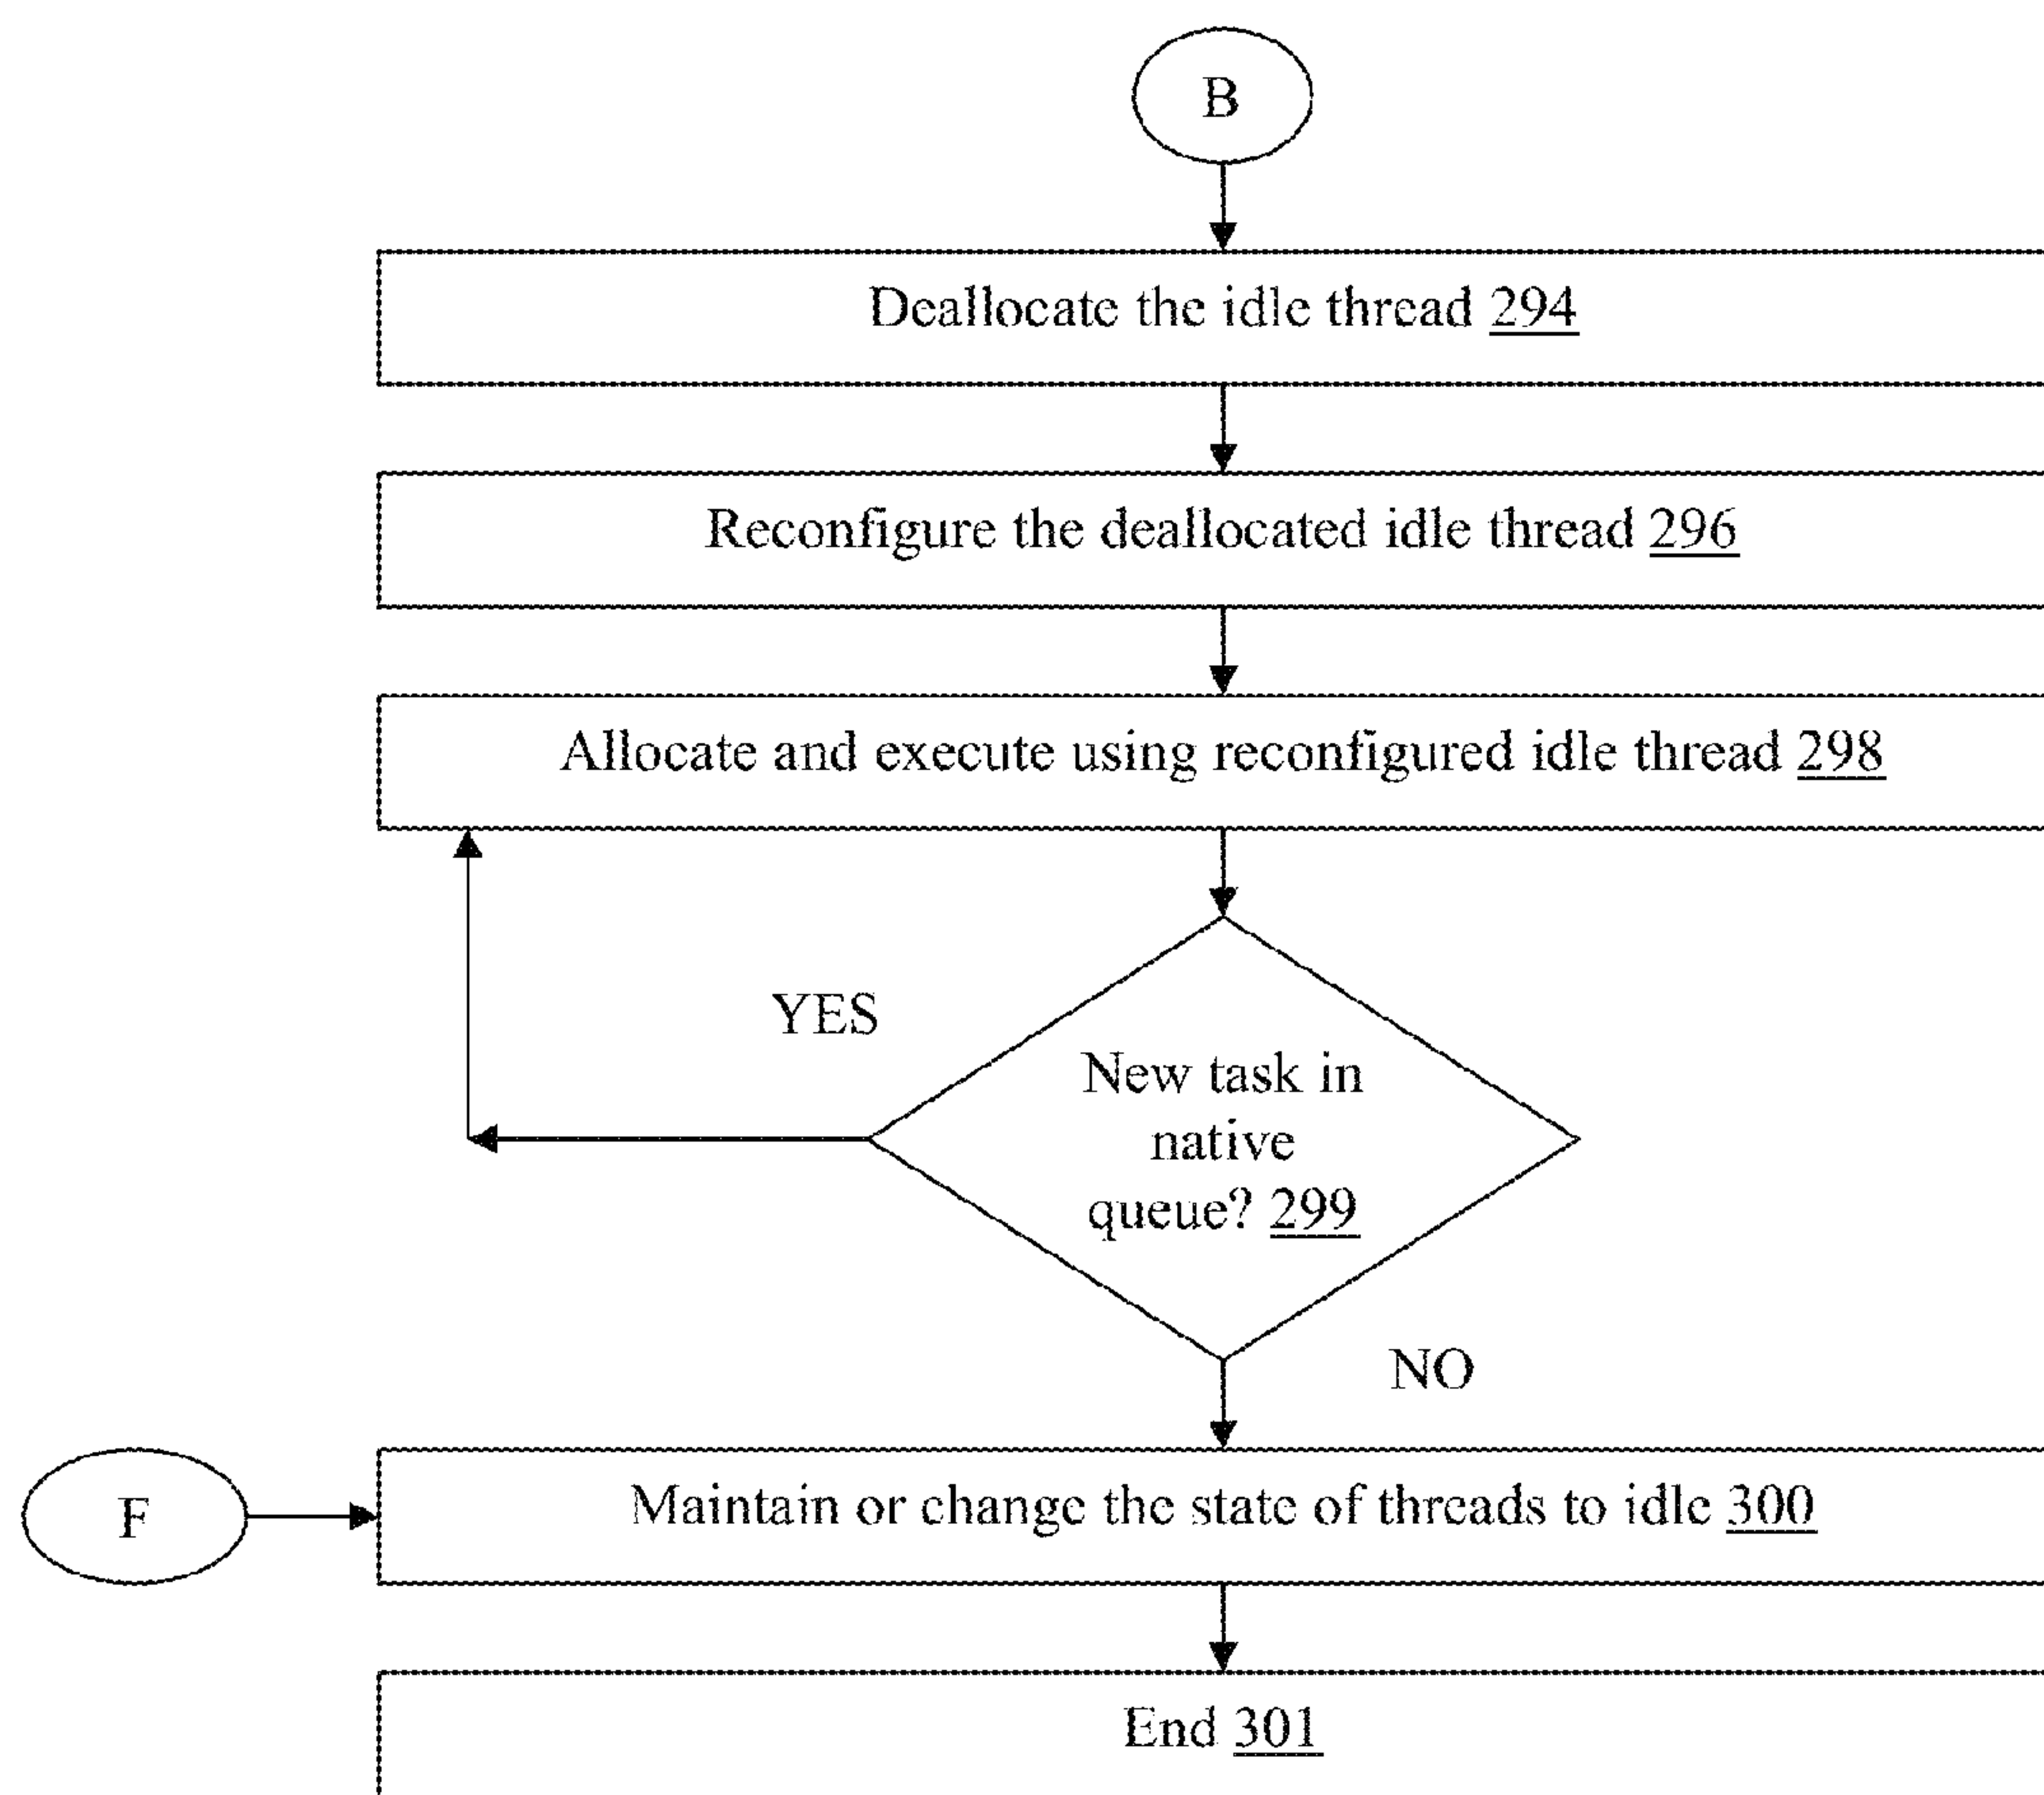 B
Deallocate the idle thread 294
Reconfigure the deallocated idle thread 296
Allocate and execute using reconfigured idle thread 298
YES
New task in
native
queue? 299
NO
F
Maintain or change the state of threads to idle 300
End 301